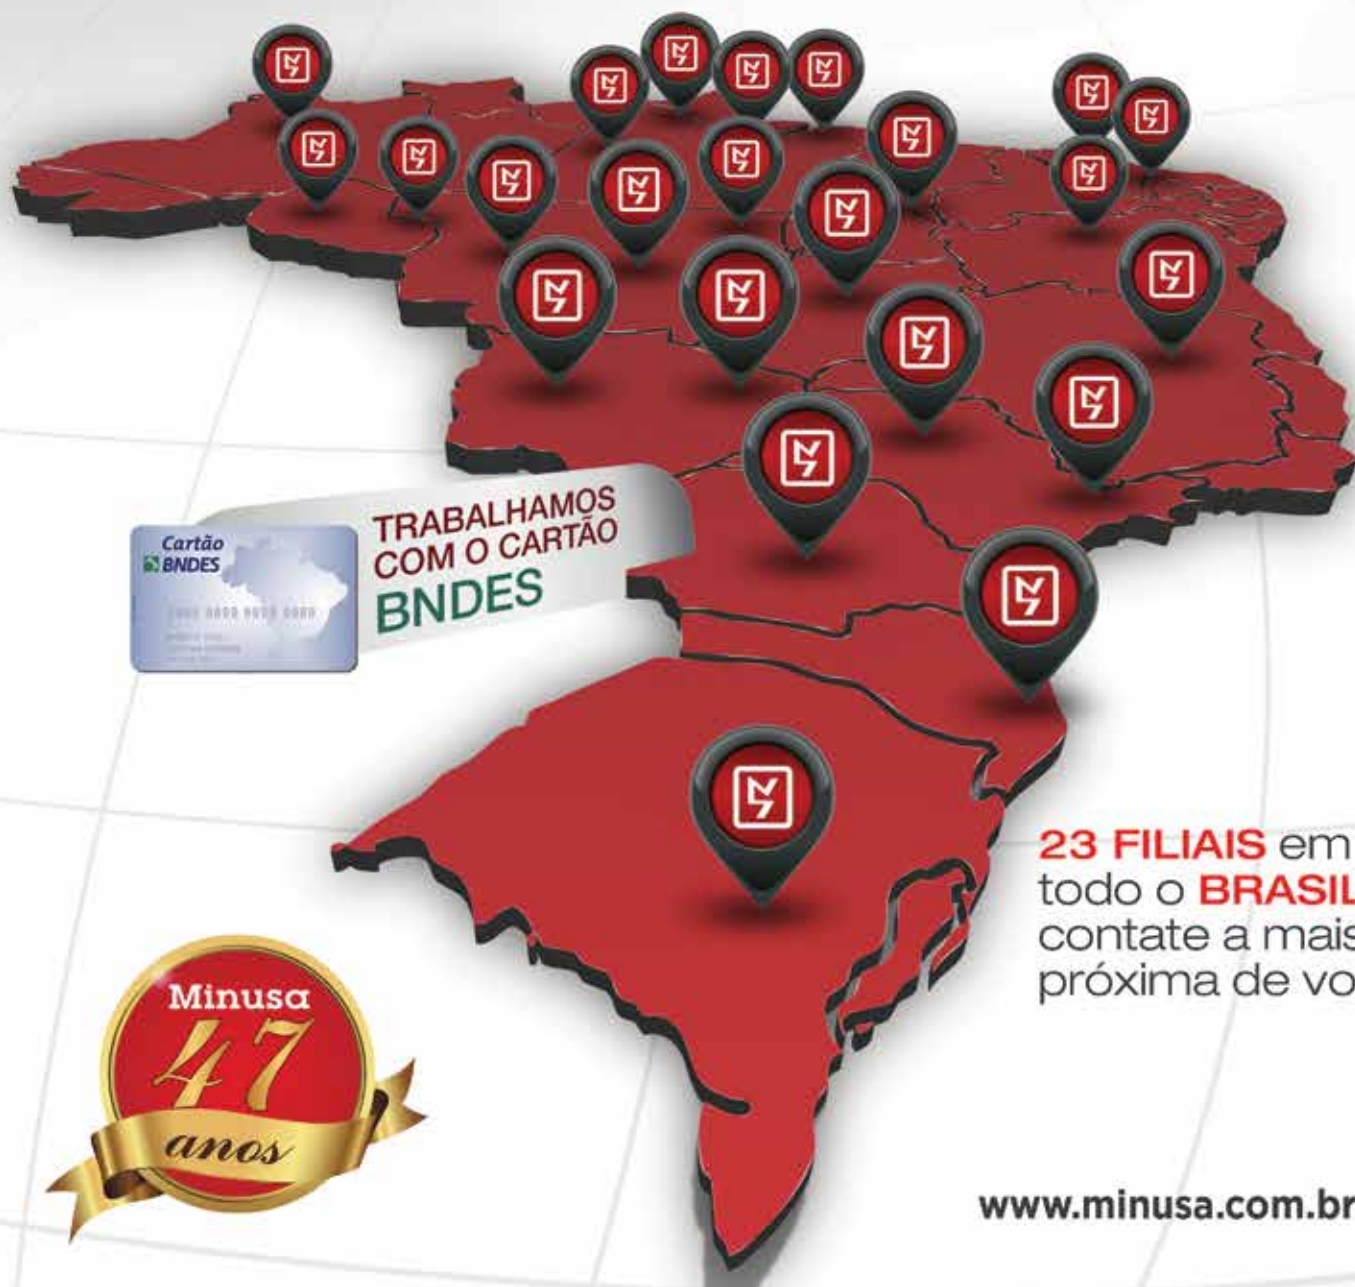 Cartão
BNDES
TRABALHAMOS
COM O CARTÃO
BNDES
23 FILIAIS em
todo o BRASIL
contate a mais
próxima de vo
Minusa
47
anos
www.minusa.com.br